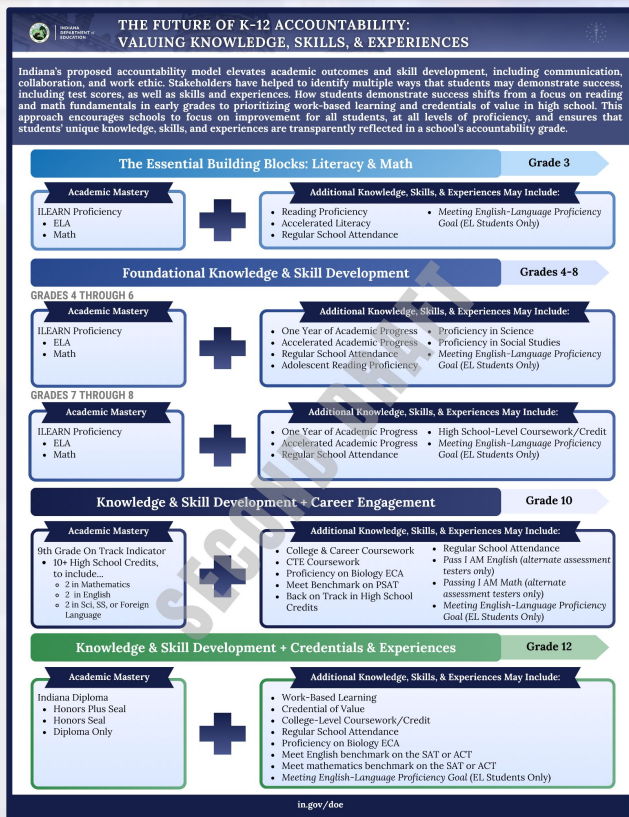 INDIANA
DEPARTMENT of
EDUCATION
THE FUTURE OF K-12 ACCOUNTABILITY:
VALUING KNOWLEDGE, SKILLS, & EXPERIENCES
Indiana's proposed accountability model elevates academic outcomes and skill development, including communication,
collaboration, and work ethic. Stakeholders have helped to identify multiple ways that students may demonstrate success,
including test scores, as well as skills and experiences. How students demonstrate success shifts from a focus on reading
and math fundamentals in early grades to prioritizing work-based learning and credentials of value in high school. This
approach encourages schools to focus on improvement for all students, at all levels of proficiency, and ensures that
students' unique knowledge, skills, and experiences are transparently reflected in a school's accountability grade.
The Essential Building Blocks: Literacy & Math
Grade 3
Academic Mastery
ILEARN Proficiency
• ELA
• Math
Additional Knowledge, Skills, & Experiences May Include:
• Reading Proficiency
• Accelerated Literacy
• Regular School Attendance
• Meeting English-Language Proficiency
Goal (EL Students Only)
Foundational Knowledge & Skill Development
Grades 4-8
GRADES 4 THROUGH 6
Academic Mastery
ILEARN Proficiency
• ELA
• Math
Additional Knowledge, Skills, & Experiences May Include:
• One Year of Academic Progress
• Accelerated Academic Progress
• Regular School Attendance
• Adolescent Reading Proficiency
• Proficiency in Science
• Proficiency in Social Studies
• Meeting English-Language Proficiency
Goal (EL Students Only)
GRADES 7 THROUGH 8
Academic Mastery
ILEARN Proficiency
• ELA
• Math
Additional Knowledge, Skills, & Experiences May Include:
• One Year of Academic Progress
• Accelerated Academic Progress
• Regular School Attendance
• High School-Level Coursework/Credit
• Meeting English-Language Proficiency
Goal (EL Students Only)
Knowledge & Skill Development + Career Engagement
Grade 10
Academic Mastery
9th Grade On Track Indicator
• 10+ High School Credits,
to include...
○ 2 in Mathematics
○ 2 in English
○ 2 in Sci, SS, or Foreign
Language
Additional Knowledge, Skills, & Experiences May Include:
• College & Career Coursework
• CTE Coursework
• Proficiency on Biology ECA
• Meet Benchmark on PSAT
• Back on Track in High School
Credits
• Regular School Attendance
• Pass I AM English (alternate assessment
testers only)
• Passing I AM Math (alternate
assessment testers only)
• Meeting English-Language Proficiency
Goal (EL Students Only)
Knowledge & Skill Development + Credentials & Experiences
Grade 12
Academic Mastery
Indiana Diploma
• Honors Plus Seal
• Honors Seal
• Diploma Only
Additional Knowledge, Skills, & Experiences May Include:
• Work-Based Learning
• Credential of Value
• College-Level Coursework/Credit
• Regular School Attendance
• Proficiency on Biology ECA
• Meet English benchmark on the SAT or ACT
• Meet mathematics benchmark on the SAT or ACT
• Meeting English-Language Proficiency Goal (EL Students Only)
SECOND DRAFT
in.gov/doe